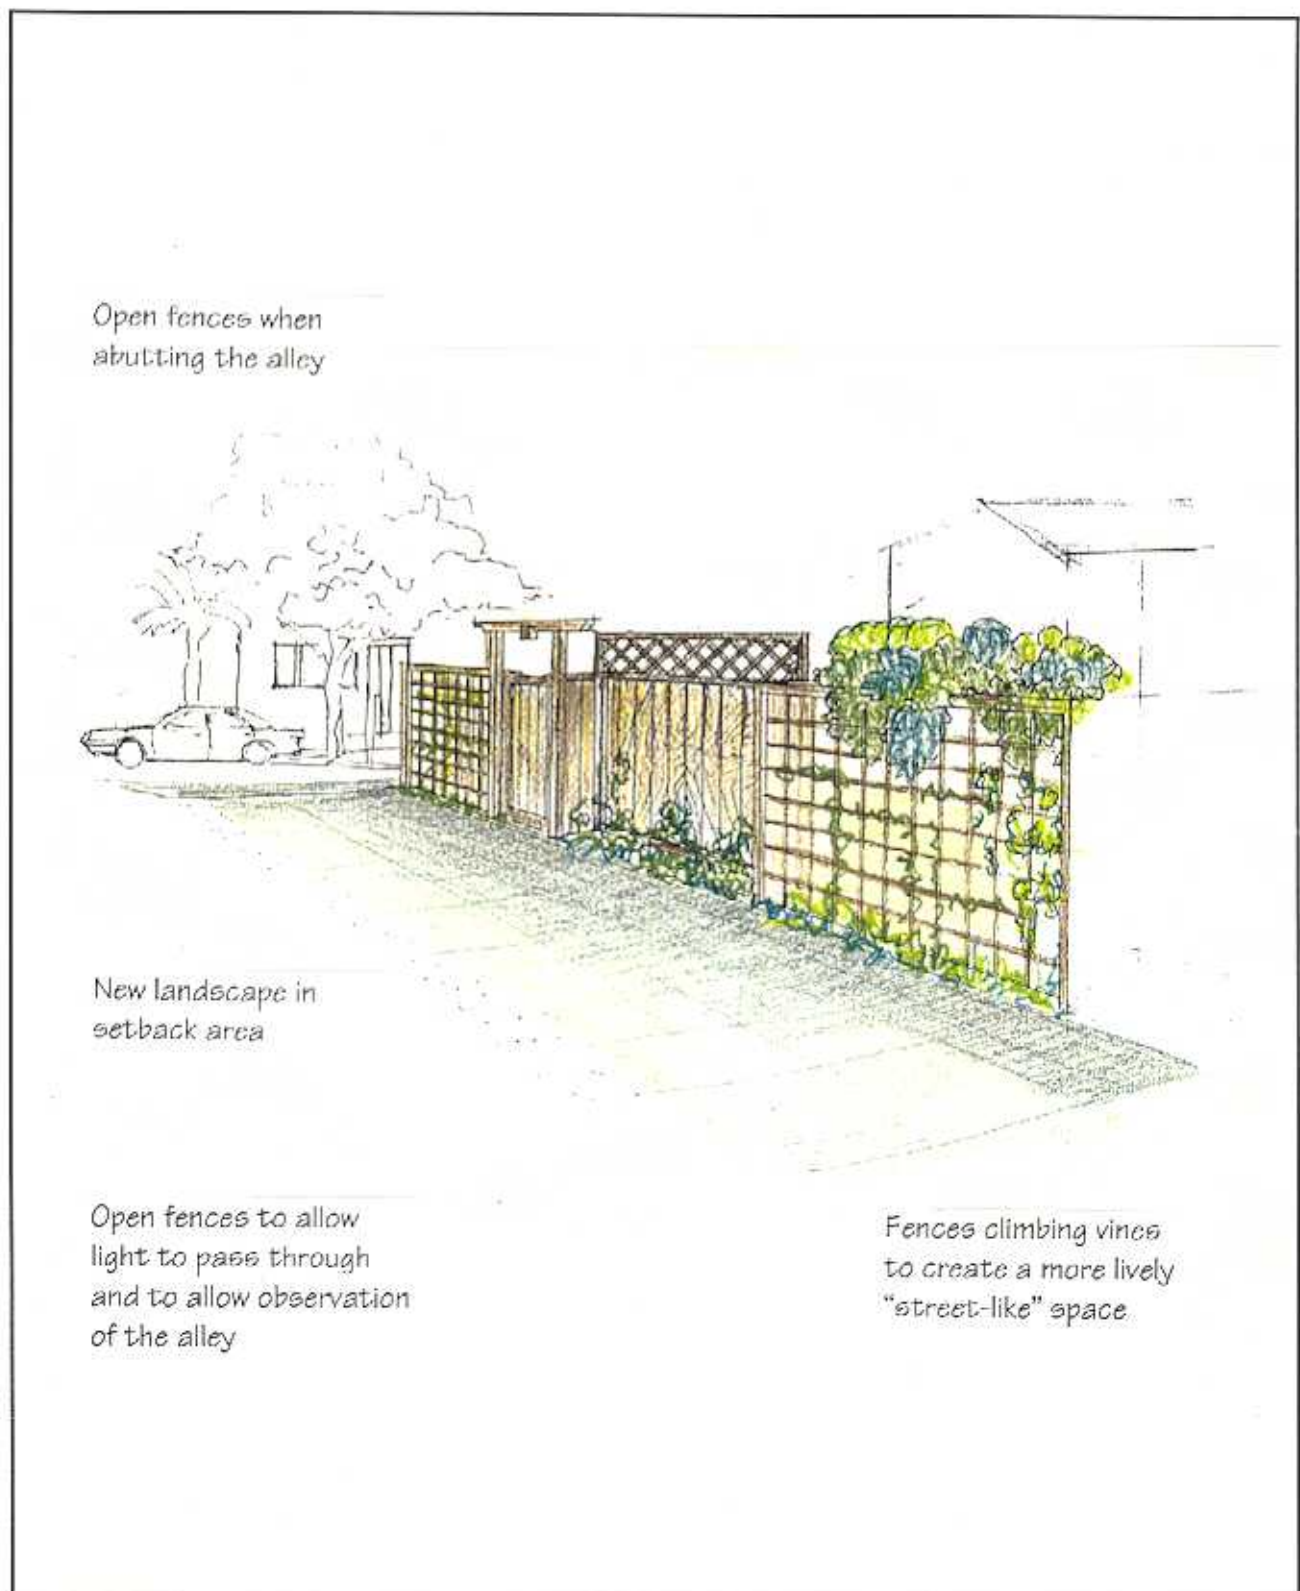 Open fences when
abutting the alley
New landscape in
setback area
Open fences to allow
light to pass through
and to allow observation
of the alley
Fences climbing vines
to create a more lively
“street-like” space